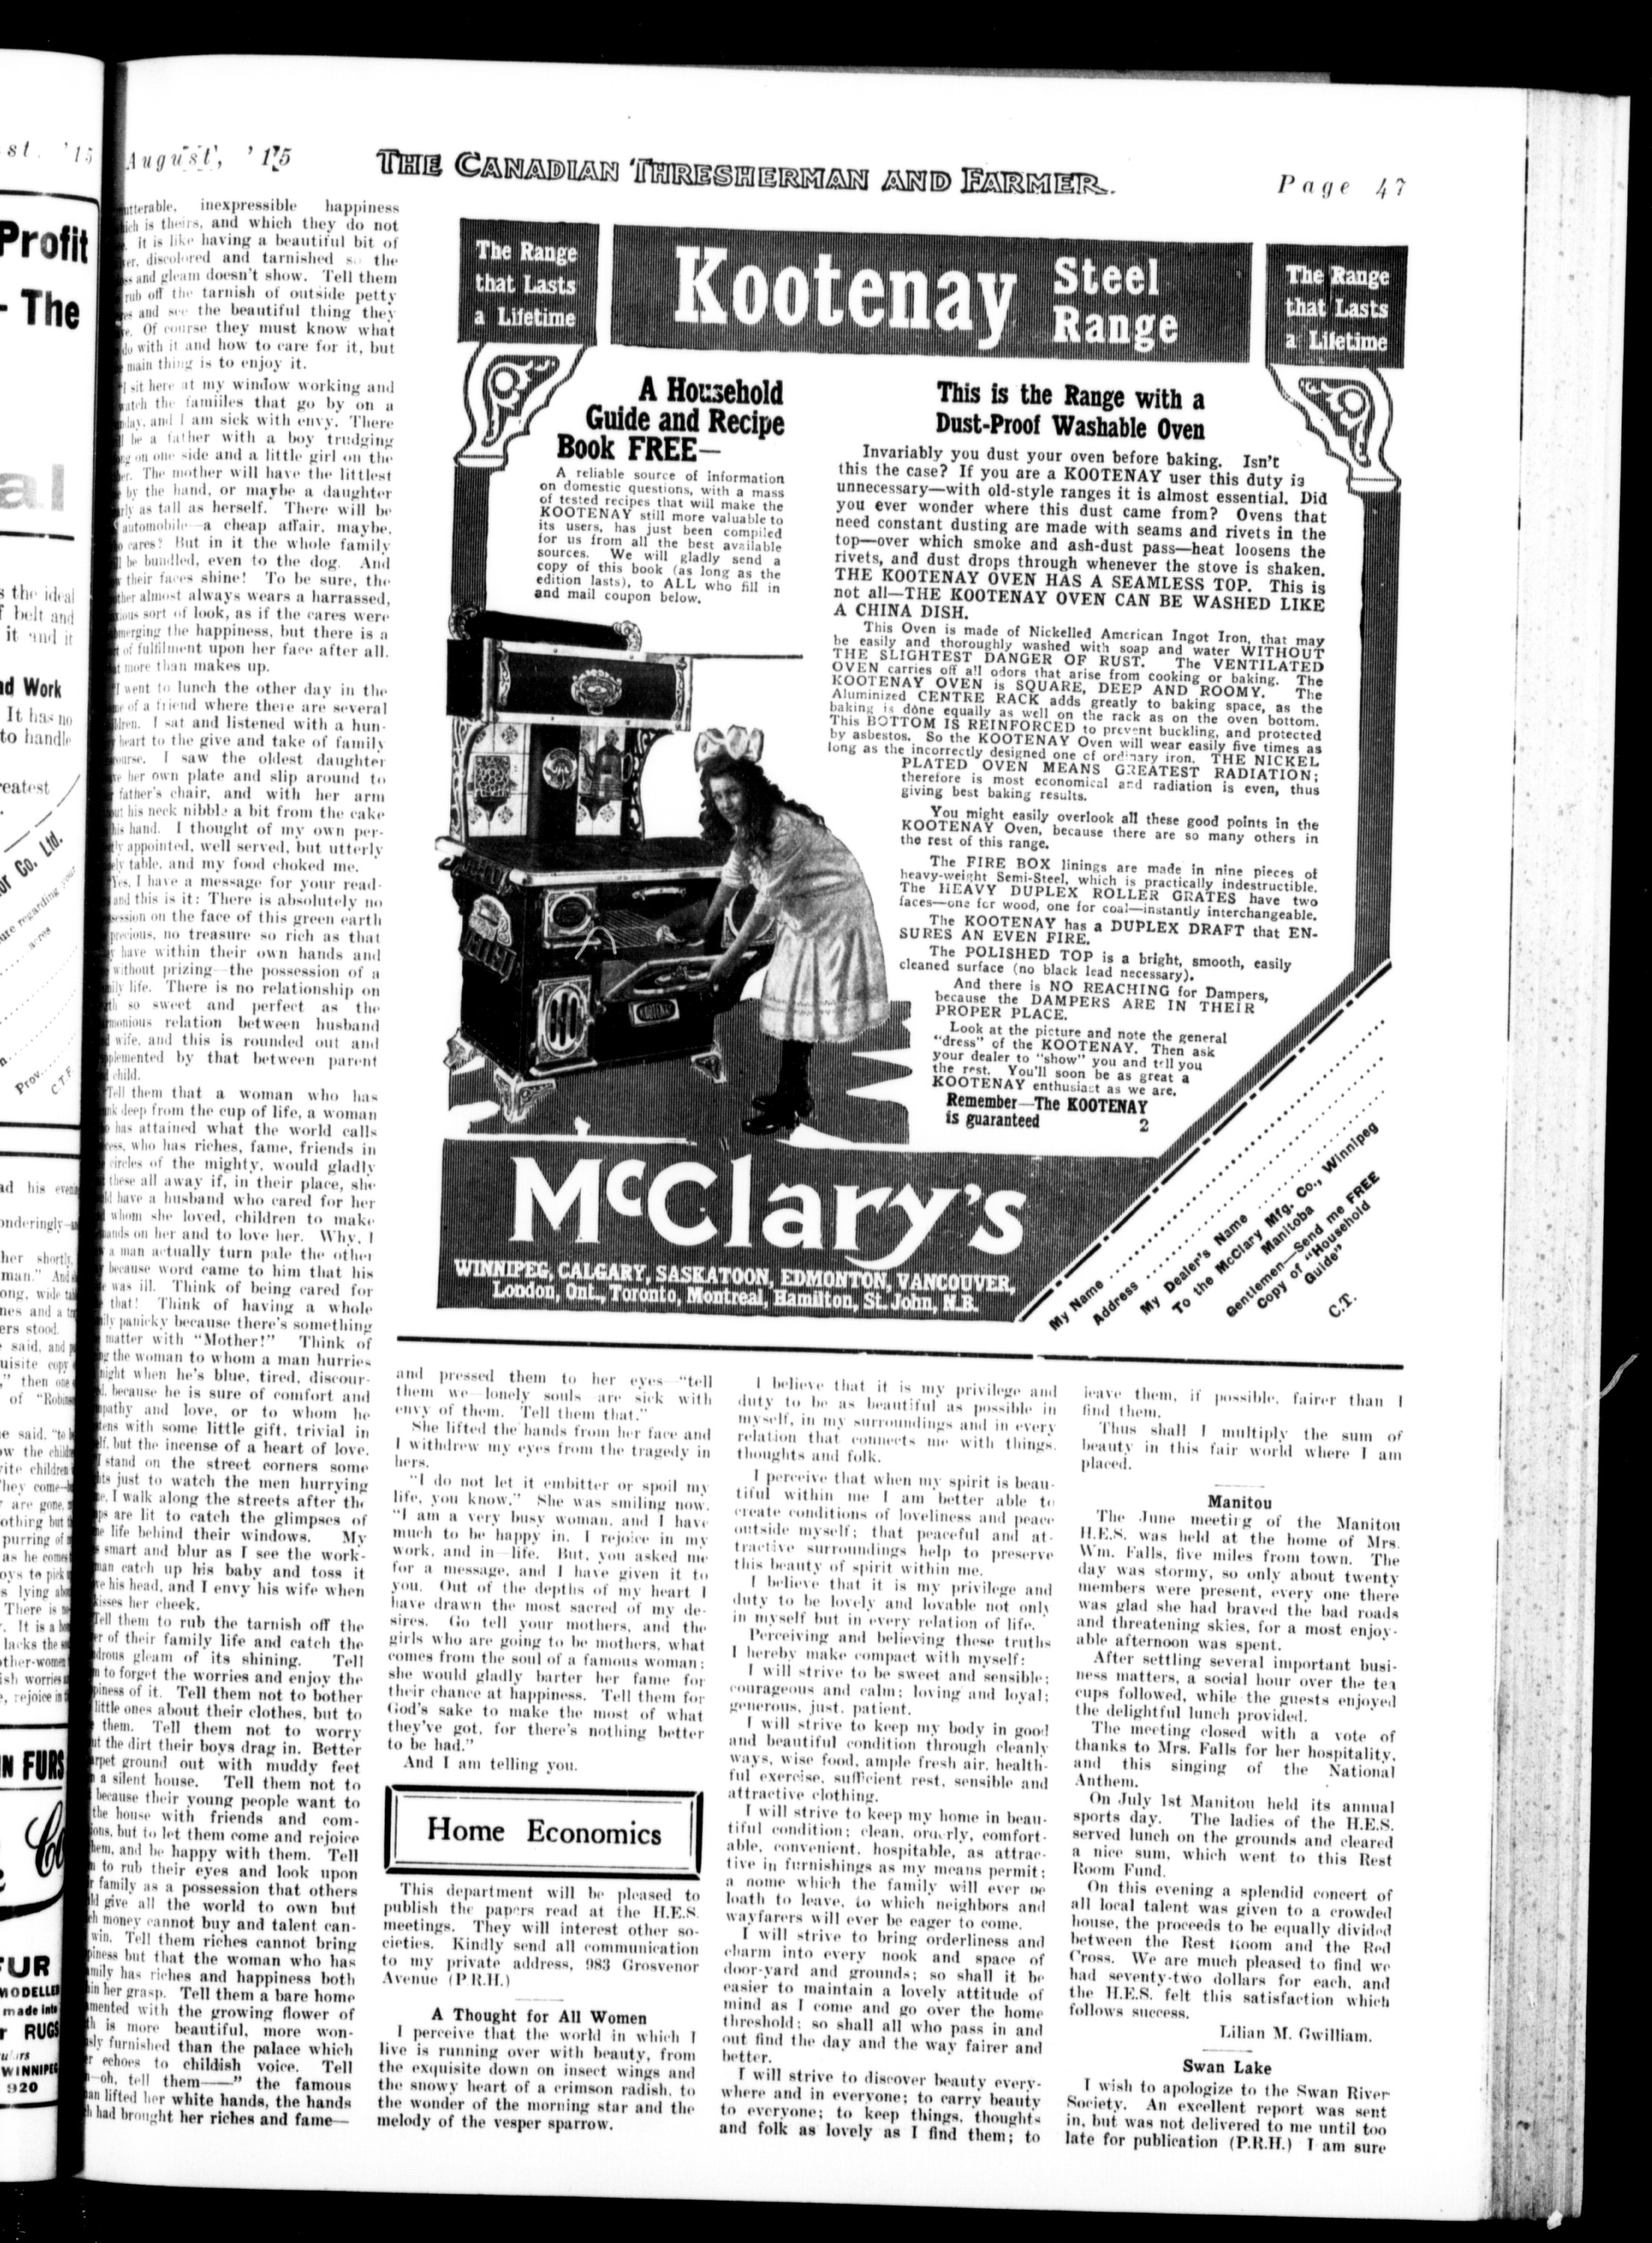 August, '15
THE CANADIAN THRESHERMAN AND FARMER.
Page 47
inexpressible happiness
is theirs, and which they do not
it is like having a beautiful bit of
discolored and tarnished so the
and gleam doesn't show. Tell them
rub off the tarnish of outside petty
and see the beautiful thing they
Of course they must know what
do with it and how to care for it, but
main thing is to enjoy it.
I sit here at my window working and
the famiiles that go by on a
and I am sick with envy. There
be a father with a boy trudging
on one side and a little girl on the
The mother will have the littlest
by the hand, or maybe a daughter
as tall as herself. There will be
automobile—a cheap affair, maybe,
cares? But in it the whole family
be bundled, even to the dog. And
their faces shine! To be sure, the
almost always wears a harrassed,
sort of look, as if the cares were
the happiness, but there is a
of fulfilment upon her face after all.
more than makes up.
I went to lunch the other day in the
of a friend where there are several
I sat and listened with a hun-
heart to the give and take of family
I saw the oldest daughter
her own plate and slip around to
father's chair, and with her arm
his neck nibble a bit from the cake
his hand. I thought of my own per-
appointed, well served, but utterly
table, and my food choked me.
Yes, I have a message for your read-
and this is it: There is absolutely no
on the face of this green earth
precious, no treasure so rich as that
have within their own hands and
without prizing—the possession of a
life. There is no relationship on
so sweet and perfect as the
relation between husband
wife, and this is rounded out and
by that between parent
child.
Tell them that a woman who has
deep from the cup of life, a woman
has attained what the world calls
who has riches, fame, friends in
circles of the mighty, would gladly
these all away if, in their place, she
have a husband who cared for her
whom she loved, children to make
on her and to love her. Why, I
a man actually turn pale the other
because word came to him that his
was ill. Think of being cared for
that! Think of having a whole
panicky because there's something
matter with "Mother!" Think of
the woman to whom a man hurries
night when he's blue, tired, discour-
because he is sure of comfort and
and love, or to whom he
with some little gift, trivial in
but the incense of a heart of love.
I stand on the street corners some
just to watch the men hurrying
I walk along the streets after the
are lit to catch the glimpses of
life behind their windows. My
smart and blur as I see the work-
man catch up his baby and toss it
his head, and I envy his wife when
kisses her cheek.
Tell them to rub the tarnish off the
of their family life and catch the
gleam of its shining. Tell
to forget the worries and enjoy the
of it. Tell them not to bother
little ones about their clothes, but to
them. Tell them not to worry
the dirt their boys drag in. Better
ground out with muddy feet
a silent house. Tell them not to
because their young people want to
the house with friends and com-
but to let them come and rejoice
and be happy with them. Tell
to rub their eyes and look upon
family as a possession that others
give all the world to own but
money cannot buy and talent can-
win. Tell them riches cannot bring
but that the woman who has
has riches and happiness both
in her grasp. Tell them a bare home
with the growing flower of
is more beautiful, more won-
furnished than the palace which
echoes to childish voice. Tell
oh, tell them——" the famous
lifted her white hands, the hands
had brought her riches and fame—
The Range
that Lasts
a Lifetime
Kootenay Steel
Range
The Range
that Lasts
a Lifetime
A Household
Guide and Recipe
Book FREE—
A reliable source of information
on domestic questions, with a mass
of tested recipes that will make the
KOOTENAY still more valuable to
its users, has just been compiled
for us from all the best available
sources. We will gladly send a
copy of this book (as long as the
edition lasts), to ALL who fill in
and mail coupon below.
This is the Range with a
Dust-Proof Washable Oven
Invariably you dust your oven before baking. Isn't
this the case? If you are a KOOTENAY user this duty is
unnecessary—with old-style ranges it is almost essential. Did
you ever wonder where this dust came from? Ovens that
need constant dusting are made with seams and rivets in the
top—over which smoke and ash-dust pass—heat loosens the
rivets, and dust drops through whenever the stove is shaken.
THE KOOTENAY OVEN HAS A SEAMLESS TOP. This is
not all—THE KOOTENAY OVEN CAN BE WASHED LIKE
A CHINA DISH.
This Oven is made of Nickelled American Ingot Iron, that may
be easily and thoroughly washed with soap and water WITHOUT
THE SLIGHTEST DANGER OF RUST. The VENTILATED
OVEN carries off all odors that arise from cooking or baking. The
KOOTENAY OVEN is SQUARE, DEEP AND ROOMY. The
Aluminized CENTRE RACK adds greatly to baking space, as the
baking is done equally as well on the rack as on the oven bottom.
This BOTTOM IS REINFORCED to prevent buckling, and protected
by asbestos. So the KOOTENAY Oven will wear easily five times as
long as the incorrectly designed one of ordinary iron. THE NICKEL
PLATED OVEN MEANS GREATEST RADIATION;
therefore is most economical and radiation is even, thus
giving best baking results.
You might easily overlook all these good points in the
KOOTENAY Oven, because there are so many others in
the rest of this range.
The FIRE BOX linings are made in nine pieces of
heavy-weight Semi-Steel, which is practically indestructible.
The HEAVY DUPLEX ROLLER GRATES have two
faces—one for wood, one for coal—instantly interchangeable.
The KOOTENAY has a DUPLEX DRAFT that EN-
SURES AN EVEN FIRE.
The POLISHED TOP is a bright, smooth, easily
cleaned surface (no black lead necessary).
And there is NO REACHING for Dampers,
because the DAMPERS ARE IN THEIR
PROPER PLACE.
Look at the picture and note the general
"dress" of the KOOTENAY. Then ask
your dealer to "show" you and tell you
the rest. You'll soon be as great a
KOOTENAY enthusiast as we are.
Remember—The KOOTENAY
is guaranteed 2
KOOTENAY
McClary's
WINNIPEG, CALGARY, SASKATOON, EDMONTON, VANCOUVER,
London, Ont., Toronto, Montreal, Hamilton, St. John, N.B.
My Name
Address
My Dealer's Name
To the McClary Mfg. Co., Winnipeg
Manitoba
Gentlemen—Send me FREE
Copy of "Household
Guide"
C.T.
and pressed them to her eyes—"tell
them we—lonely souls—are sick with
envy of them. Tell them that."
She lifted the hands from her face and
I withdrew my eyes from the tragedy in
hers.
"I do not let it embitter or spoil my
life, you know." She was smiling now.
"I am a very busy woman, and I have
much to be happy in. I rejoice in my
work, and in—life. But, you asked me
for a message, and I have given it to
you. Out of the depths of my heart I
have drawn the most sacred of my de-
sires. Go tell your mothers, and the
girls who are going to be mothers, what
comes from the soul of a famous woman;
she would gladly barter her fame for
their chance at happiness. Tell them for
God's sake to make the most of what
they've got, for there's nothing better
to be had."
And I am telling you.
Home Economics
This department will be pleased to
publish the papers read at the H.E.S.
meetings. They will interest other so-
cieties. Kindly send all communication
to my private address, 983 Grosvenor
Avenue (P.R.H.)
A Thought for All Women
I perceive that the world in which I
live is running over with beauty, from
the exquisite down on insect wings and
the snowy heart of a crimson radish, to
the wonder of the morning star and the
melody of the vesper sparrow.
I believe that it is my privilege and
duty to be as beautiful as possible in
myself, in my surroundings and in every
relation that connects me with things,
thoughts and folk.
I perceive that when my spirit is beau-
tiful within me I am better able to
create conditions of loveliness and peace
outside myself; that peaceful and at-
tractive surroundings help to preserve
this beauty of spirit within me.
I believe that it is my privilege and
duty to be lovely and lovable not only
in myself but in every relation of life.
Perceiving and believing these truths
I hereby make compact with myself:
I will strive to be sweet and sensible;
courageous and calm; loving and loyal;
generous, just, patient.
I will strive to keep my body in good
and beautiful condition through cleanly
ways, wise food, ample fresh air, health-
ful exercise, sufficient rest, sensible and
attractive clothing.
I will strive to keep my home in beau-
tiful condition; clean, orderly, comfort-
able, convenient, hospitable, as attrac-
tive in furnishings as my means permit;
a home which the family will ever be
loath to leave, to which neighbors and
wayfarers will ever be eager to come.
I will strive to bring orderliness and
charm into every nook and space of
door-yard and grounds; so shall it be
easier to maintain a lovely attitude of
mind as I come and go over the home
threshold; so shall all who pass in and
out find the day and the way fairer and
better.
I will strive to discover beauty every-
where and in everyone; to carry beauty
to everyone; to keep things, thoughts
and folk as lovely as I find them; to
leave them, if possible, fairer than I
find them.
Thus shall I multiply the sum of
beauty in this fair world where I am
placed.
Manitou
The June meeting of the Manitou
H.E.S. was held at the home of Mrs.
Wm. Falls, five miles from town. The
day was stormy, so only about twenty
members were present, every one there
was glad she had braved the bad roads
and threatening skies, for a most enjoy-
able afternoon was spent.
After settling several important busi-
ness matters, a social hour over the tea
cups followed, while the guests enjoyed
the delightful lunch provided.
The meeting closed with a vote of
thanks to Mrs. Falls for her hospitality,
and this singing of the National
Anthem.
On July 1st Manitou held its annual
sports day. The ladies of the H.E.S.
served lunch on the grounds and cleared
a nice sum, which went to this Rest
Room Fund.
On this evening a splendid concert of
all local talent was given to a crowded
house, the proceeds to be equally divided
between the Rest Room and the Red
Cross. We are much pleased to find we
had seventy-two dollars for each, and
the H.E.S. felt this satisfaction which
follows success.
Lilian M. Gwilliam.
Swan Lake
I wish to apologize to the Swan River
Society. An excellent report was sent
in, but was not delivered to me until too
late for publication (P.R.H.) I am sure